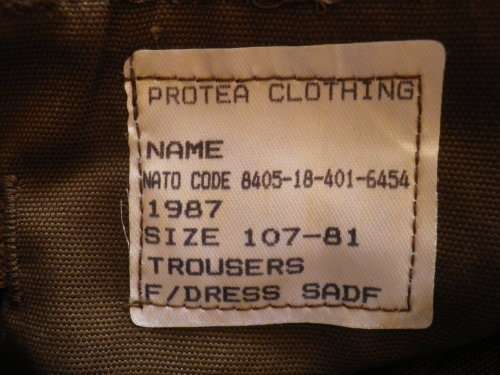 PROTEA CLOTHING
NAME
NATO CODE 8405-18-401-6454
1987
SIZE 107-81
TROUSERS
F/DRESS SADF